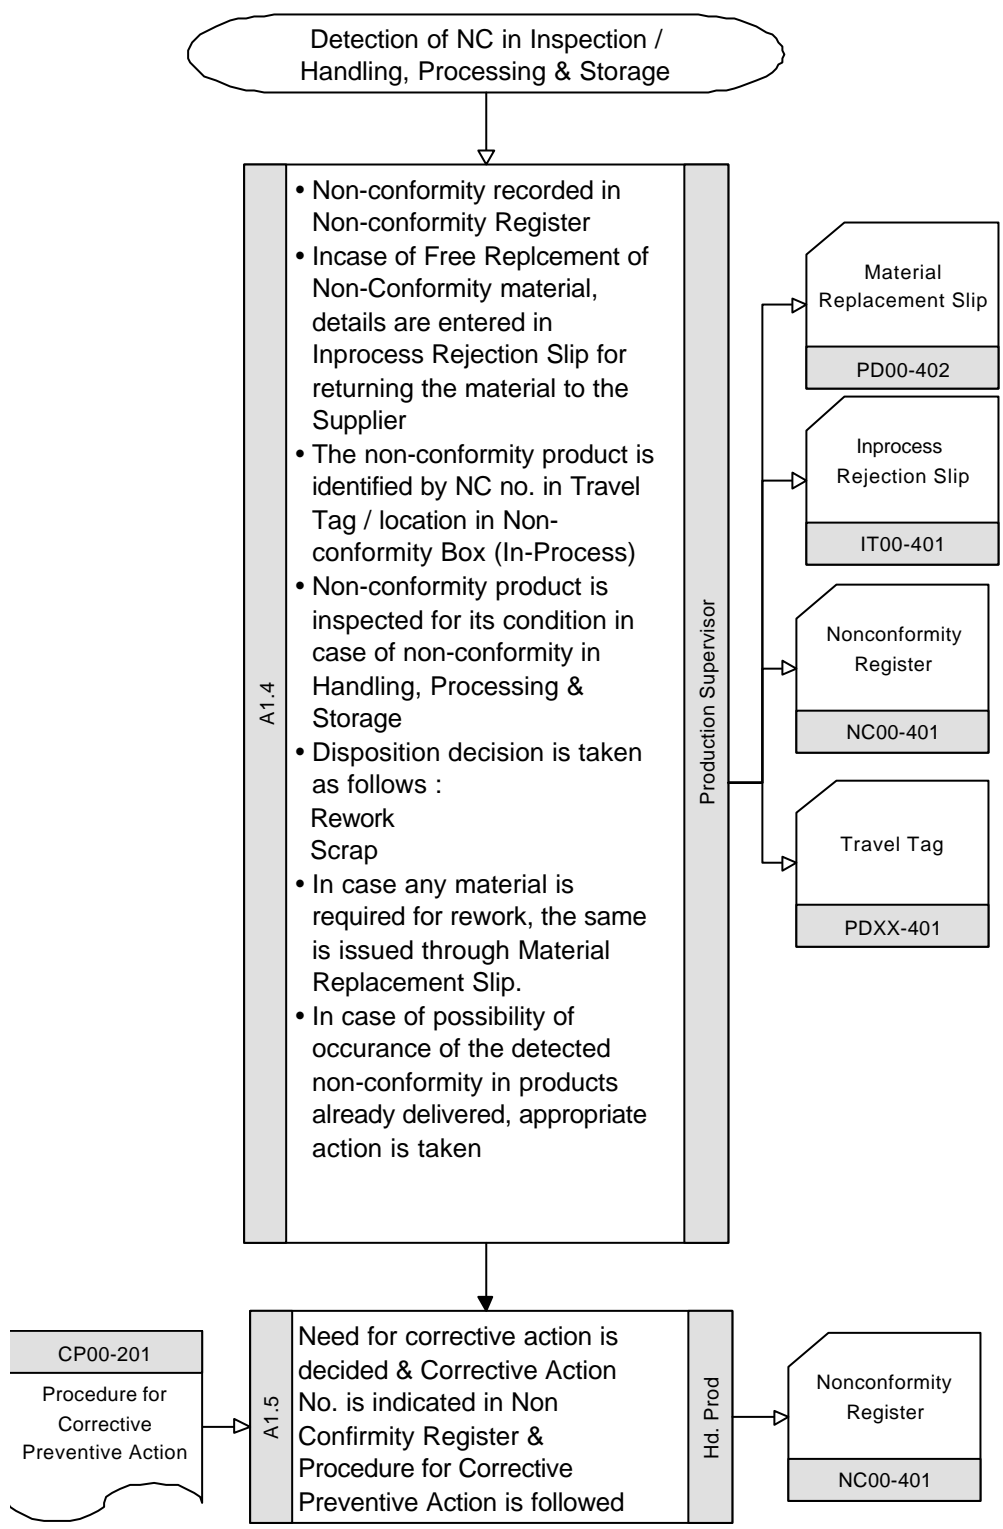 Detection of NC in Inspection /
Handling, Processing & Storage
A1.4
• Non-conformity recorded in
Non-conformity Register
• Incase of Free Replcement of
Non-Conformity material,
details are entered in
Inprocess Rejection Slip for
returning the material to the
Supplier
• The non-conformity product is
identified by NC no. in Travel
Tag / location in Non-
conformity Box (In-Process)
• Non-conformity product is
inspected for its condition in
case of non-conformity in
Handling, Processing &
Storage
• Disposition decision is taken
as follows :
Rework
Scrap
• In case any material is
required for rework, the same
is issued through Material
Replacement Slip.
• In case of possibility of
occurance of the detected
non-conformity in products
already delivered, appropriate
action is taken
Production Supervisor
Material
Replacement Slip
PD00-402
Inprocess
Rejection Slip
IT00-401
Nonconformity
Register
NC00-401
Travel Tag
PDXX-401
CP00-201
Procedure for
Corrective
Preventive Action
A1.5
Need for corrective action is
decided & Corrective Action
No. is indicated in Non
Confirmity Register &
Procedure for Corrective
Preventive Action is followed
Hd. Prod
Nonconformity
Register
NC00-401